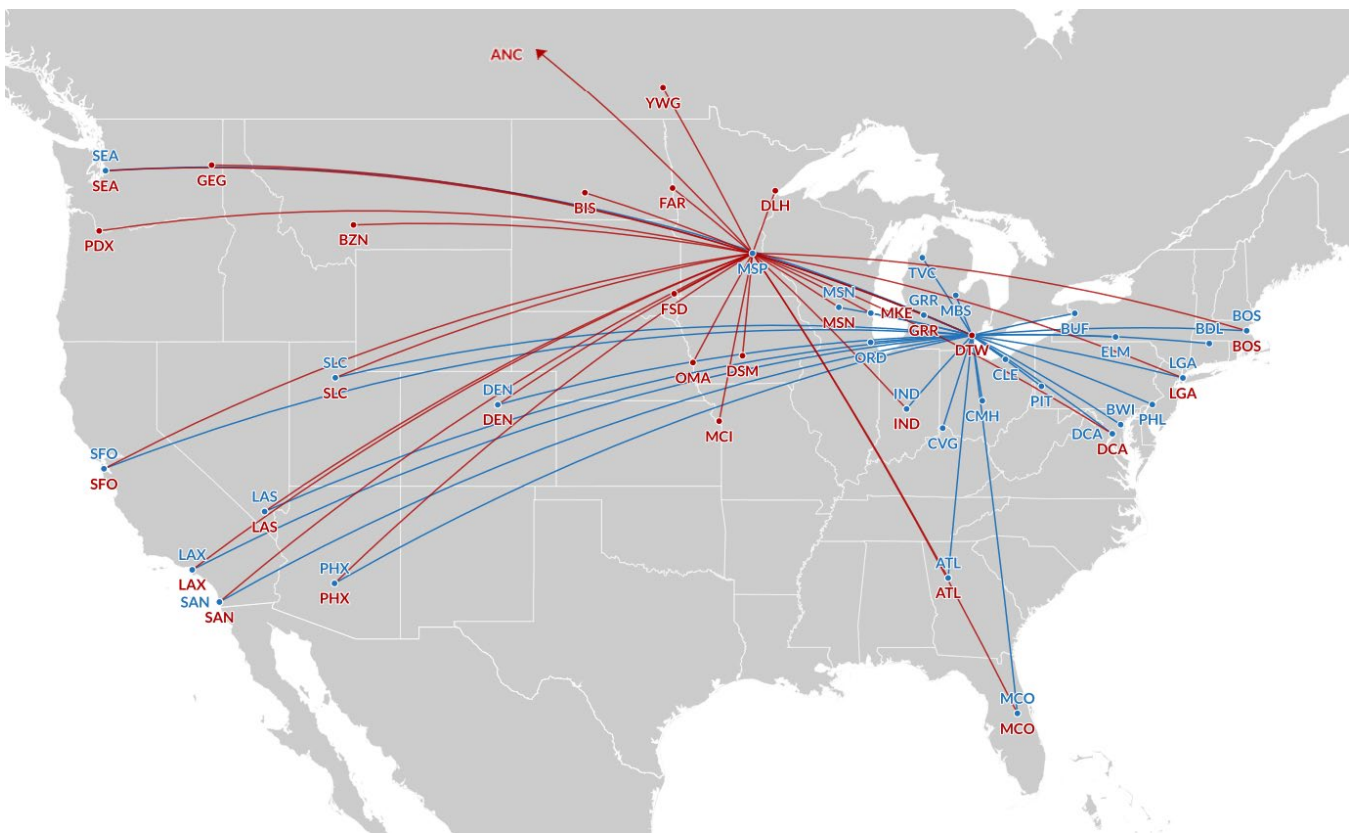 ANC
YWG
SEA
SEA
GEG
BIS
FAR
DLH
PDX
BZN
MSP
TVC
MSN
GRR
MBS
FSD
MSN
MKE
GRR
BUF
BDL
BOS
BOS
DTW
ELM
SLC
SLC
ORD
OMA
DSM
CLE
LGA
LGA
DEN
DEN
IND
IND
CMH
PIT
BWI
PHL
MCI
CVG
DCA
DCA
SFO
SFO
LAS
LAS
LAX
LAX
PHX
PHX
ATL
ATL
SAN
SAN
MCO
MCO